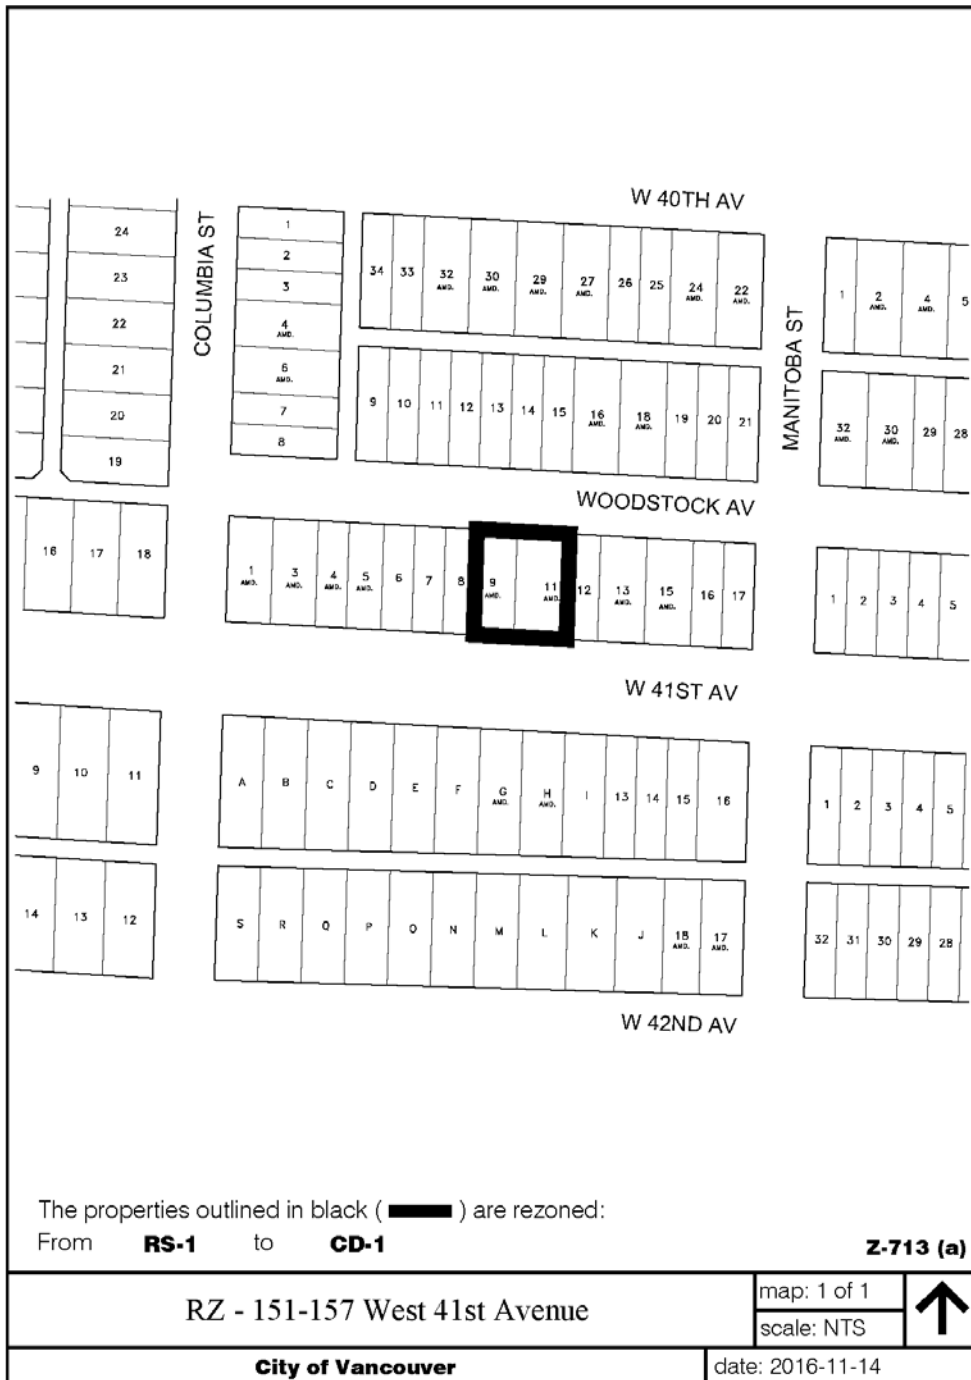 W 40TH AV
COLUMBIA ST
MANITOBA ST
24
23
22
21
20
19
1
2
3
4
AMD.
6
AMD.
7
8
34 33 32 30 29 27 26 25 24 22
AMD. AMD. AMD. AMD. AMD. AMD.
1 2 4 5
AMD. AMD.
9 10 11 12 13 14 15 16 18 19 20 21
AMD. AMD.
32 30 29 28
AMD. AMD.
WOODSTOCK AV
16 17 18
1 3 4 5 6 7 8 9 11 12 13 15 16 17
AMD. AMD. AMD. AMD. AMD. AMD. AMD. AMD.
1 2 3 4 5
W 41ST AV
9 10 11
A B C D E F G H I 13 14 15 16
AMD. AMD.
1 2 3 4 5
14 13 12
S R Q P O N M L K J 18 17
AMD. AMD.
32 31 30 29 28
W 42ND AV
The properties outlined in black ( ) are rezoned:
From RS-1 to CD-1
Z-713 (a)
RZ - 151-157 West 41st Avenue
map: 1 of 1
scale: NTS
City of Vancouver
date: 2016-11-14